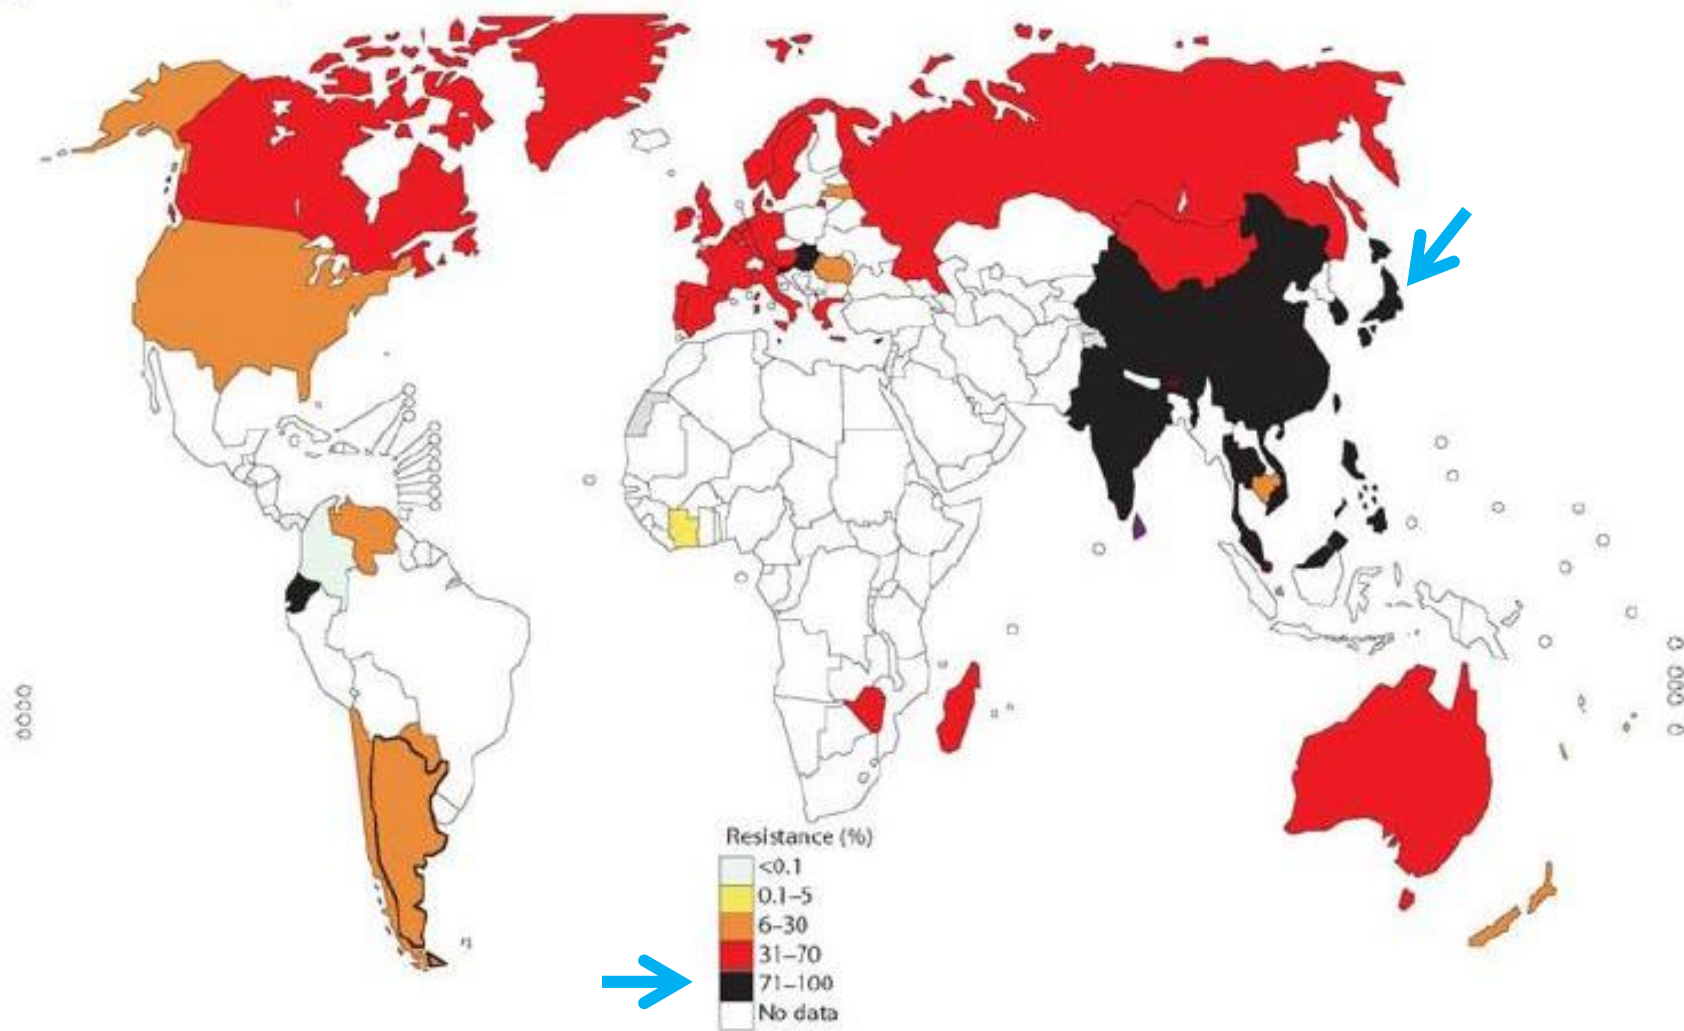 Resistance (%)
<0.1
0.1–5
6–30
31–70
71–100
No data